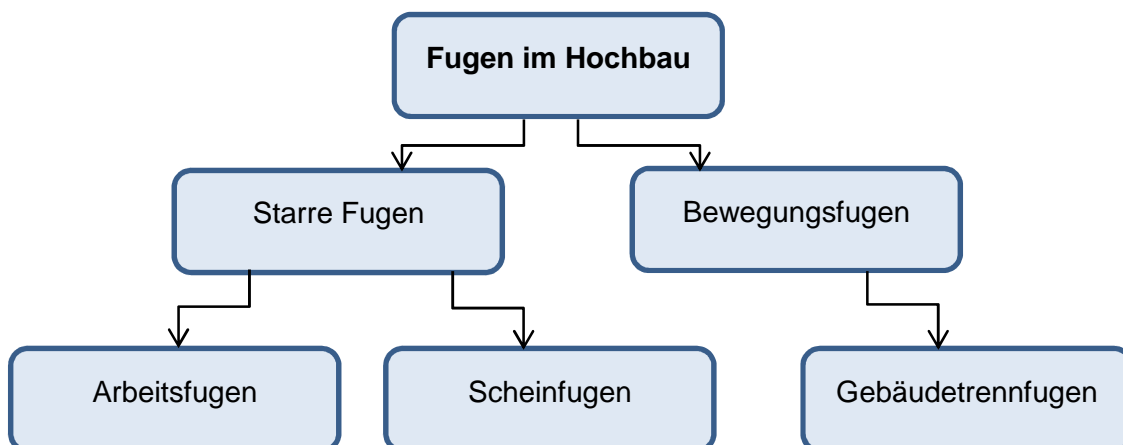 Fugen im Hochbau
Starre Fugen
Bewegungsfugen
Arbeitsfugen
Scheinfugen
Gebäudetrennfugen